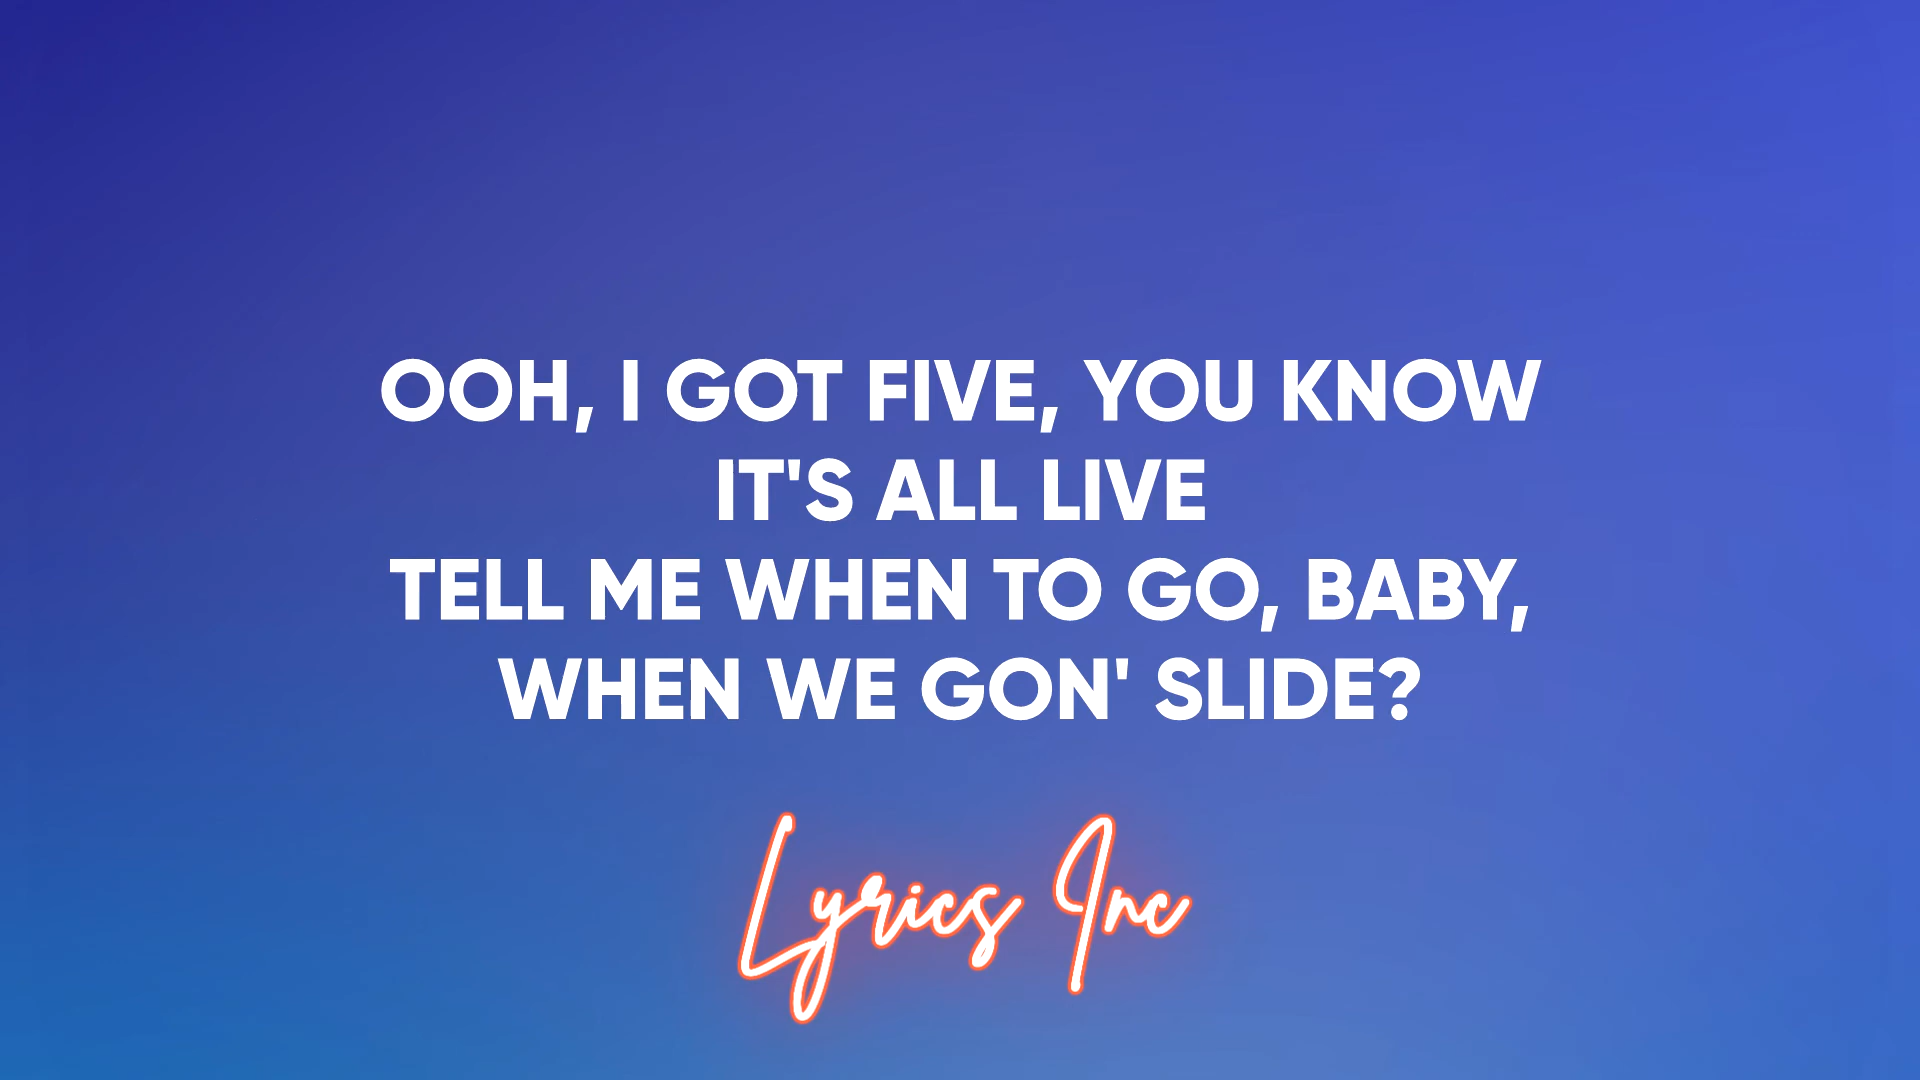 OOH, I GOT FIVE, YOU KNOW
IT'S ALL LIVE
TELL ME WHEN TO GO, BABY,
WHEN WE GON' SLIDE?
Lyrics Inc